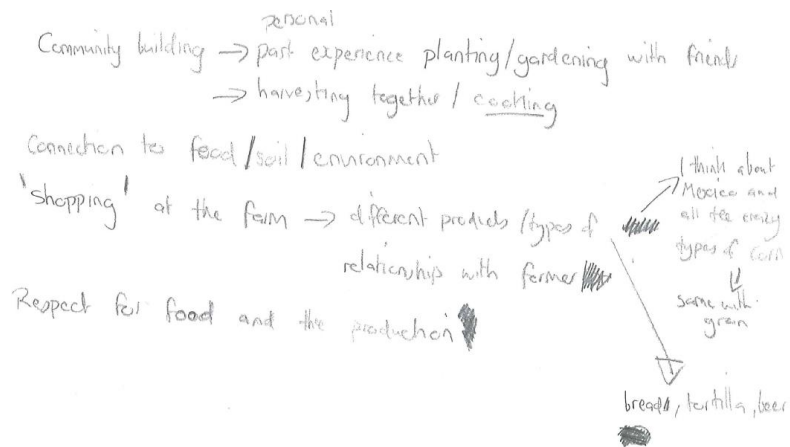 personal
Community building → past experience planting/gardening with friends
→ harvesting together / cooking
Connection to food/soil/environment
'shopping' at the farm → different products/types of
relationship with farmer
Respect for food and the production
I think about
Mexico and
all the crazy
types of corn
same with
grain
breads, tortilla, beer